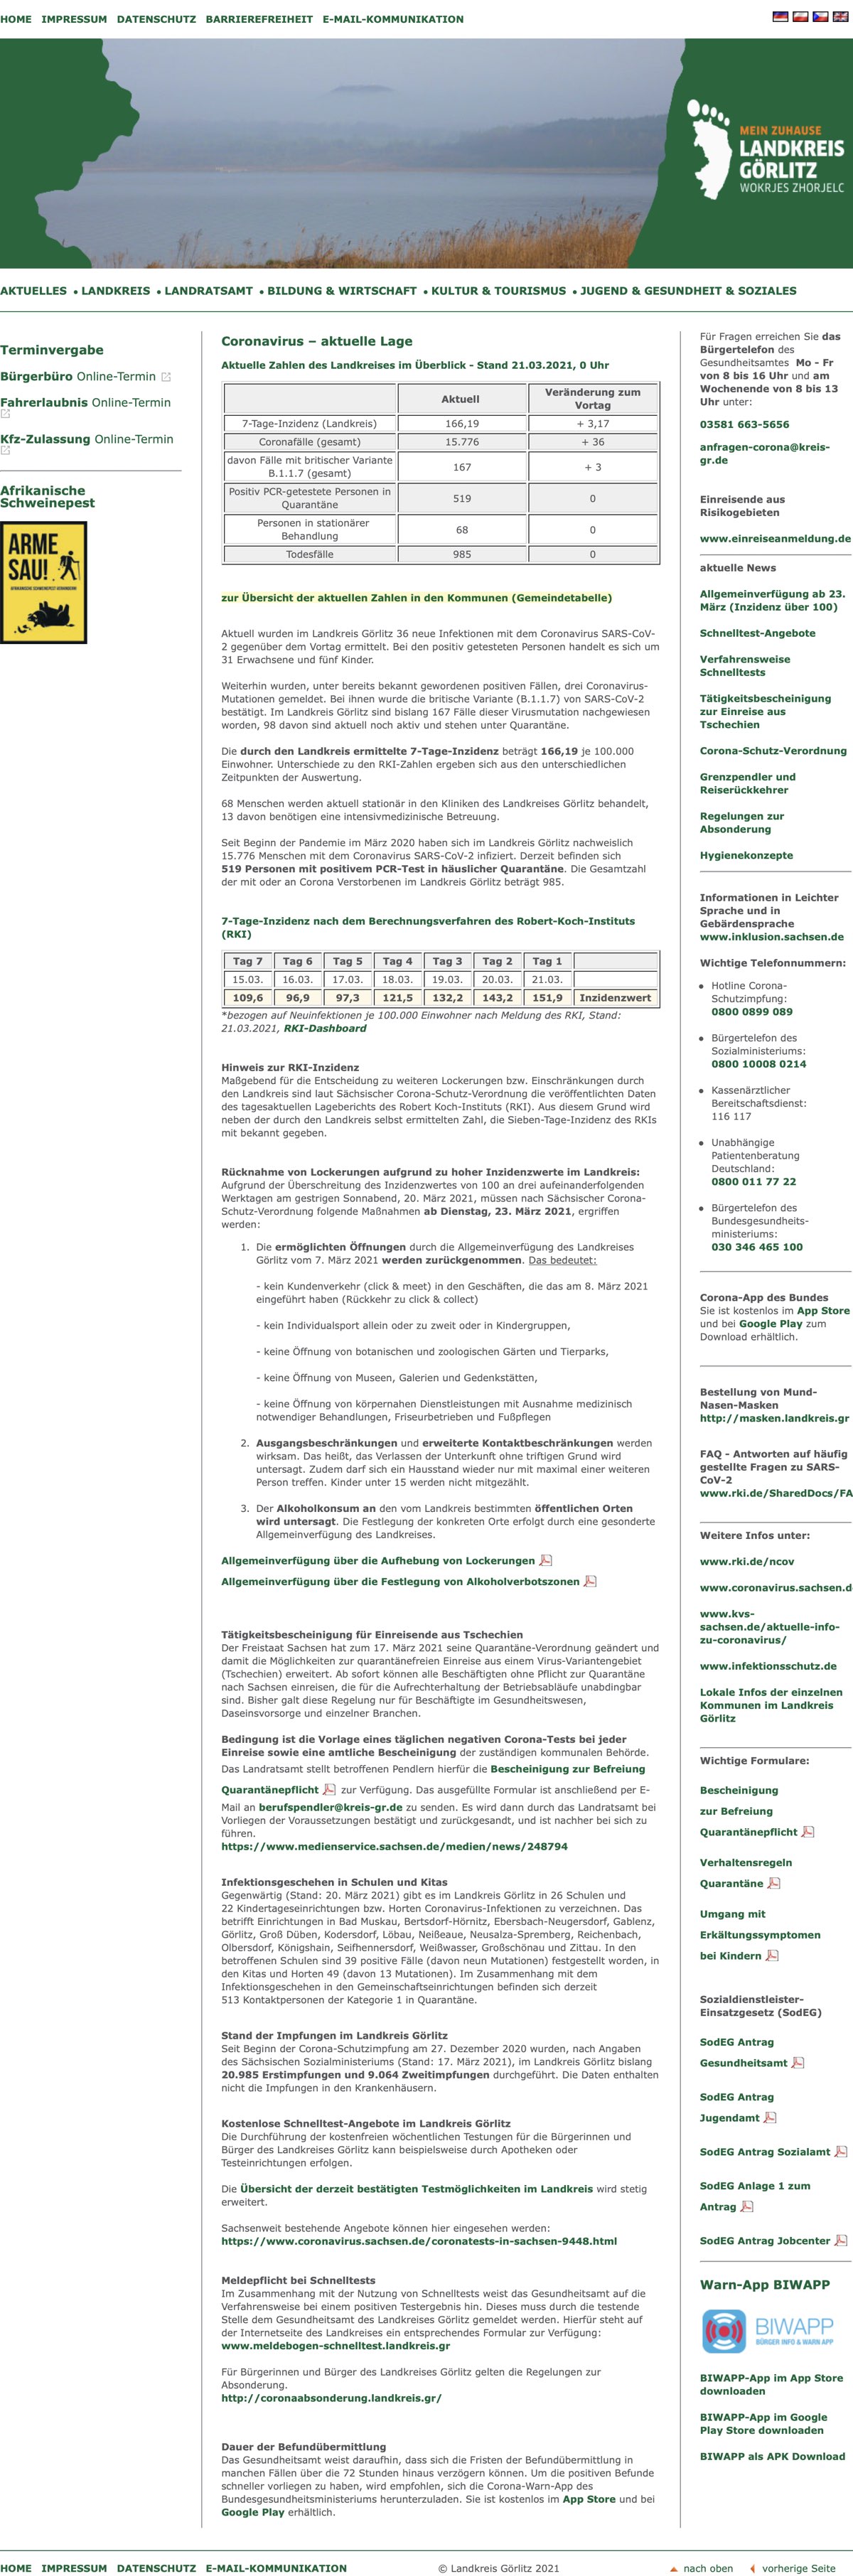 HOME IMPRESSUM DATENSCHUTZ BARRIEREFREIHEIT E-MAIL-KOMMUNIKATION
MEIN ZUHAUSE
LANDKREIS
GÖRLITZ
WOKRJES ZHORJELC
AKTUELLES • LANDKREIS • LANDRATSAMT • BILDUNG & WIRTSCHAFT • KULTUR & TOURISMUS • JUGEND & GESUNDHEIT & SOZIALES
Terminvergabe
Bürgerbüro Online-Termin
Fahrerlaubnis Online-Termin
Kfz-Zulassung Online-Termin
Afrikanische
Schweinepest
ARME
SAU!
AFRIKANISCHE SCHWEINEPEST VERHINDERN!
Coronavirus – aktuelle Lage
Aktuelle Zahlen des Landkreises im Überblick - Stand 21.03.2021, 0 Uhr
Aktuell Veränderung zum
Vortag
7-Tage-Inzidenz (Landkreis) 166,19 + 3,17
Coronafälle (gesamt) 15.776 + 36
davon Fälle mit britischer Variante
B.1.1.7 (gesamt) 167 + 3
Positiv PCR-getestete Personen in
Quarantäne 519 0
Personen in stationärer
Behandlung 68 0
Todesfälle 985 0
zur Übersicht der aktuellen Zahlen in den Kommunen (Gemeindetabelle)
Aktuell wurden im Landkreis Görlitz 36 neue Infektionen mit dem Coronavirus SARS-CoV-
2 gegenüber dem Vortag ermittelt. Bei den positiv getesteten Personen handelt es sich um
31 Erwachsene und fünf Kinder.
Weiterhin wurden, unter bereits bekannt gewordenen positiven Fällen, drei Coronavirus-
Mutationen gemeldet. Bei ihnen wurde die britische Variante (B.1.1.7) von SARS-CoV-2
bestätigt. Im Landkreis Görlitz sind bislang 167 Fälle dieser Virusmutation nachgewiesen
worden, 98 davon sind aktuell noch aktiv und stehen unter Quarantäne.
Die durch den Landkreis ermittelte 7-Tage-Inzidenz beträgt 166,19 je 100.000
Einwohner. Unterschiede zu den RKI-Zahlen ergeben sich aus den unterschiedlichen
Zeitpunkten der Auswertung.
68 Menschen werden aktuell stationär in den Kliniken des Landkreises Görlitz behandelt,
13 davon benötigen eine intensivmedizinische Betreuung.
Seit Beginn der Pandemie im März 2020 haben sich im Landkreis Görlitz nachweislich
15.776 Menschen mit dem Coronavirus SARS-CoV-2 infiziert. Derzeit befinden sich
519 Personen mit positivem PCR-Test in häuslicher Quarantäne. Die Gesamtzahl
der mit oder an Corona Verstorbenen im Landkreis Görlitz beträgt 985.
7-Tage-Inzidenz nach dem Berechnungsverfahren des Robert-Koch-Instituts
(RKI)
Tag 7 Tag 6 Tag 5 Tag 4 Tag 3 Tag 2 Tag 1
15.03. 16.03. 17.03. 18.03. 19.03. 20.03. 21.03.
109,6 96,9 97,3 121,5 132,2 143,2 151,9 Inzidenzwert
*bezogen auf Neuinfektionen je 100.000 Einwohner nach Meldung des RKI, Stand:
21.03.2021, RKI-Dashboard
Hinweis zur RKI-Inzidenz
Maßgebend für die Entscheidung zu weiteren Lockerungen bzw. Einschränkungen durch
den Landkreis sind laut Sächsischer Corona-Schutz-Verordnung die veröffentlichten Daten
des tagesaktuellen Lageberichts des Robert Koch-Instituts (RKI). Aus diesem Grund wird
neben der durch den Landkreis selbst ermittelten Zahl, die Sieben-Tage-Inzidenz des RKIs
mit bekannt gegeben.
Rücknahme von Lockerungen aufgrund zu hoher Inzidenzwerte im Landkreis:
Aufgrund der Überschreitung des Inzidenzwertes von 100 an drei aufeinanderfolgenden
Werktagen am gestrigen Sonnabend, 20. März 2021, müssen nach Sächsischer Corona-
Schutz-Verordnung folgende Maßnahmen ab Dienstag, 23. März 2021, ergriffen
werden:
1. Die ermöglichten Öffnungen durch die Allgemeinverfügung des Landkreises
Görlitz vom 7. März 2021 werden zurückgenommen. Das bedeutet:
- kein Kundenverkehr (click & meet) in den Geschäften, die das am 8. März 2021
eingeführt haben (Rückkehr zu click & collect)
- kein Individualsport allein oder zu zweit oder in Kindergruppen,
- keine Öffnung von botanischen und zoologischen Gärten und Tierparks,
- keine Öffnung von Museen, Galerien und Gedenkstätten,
- keine Öffnung von körpernahen Dienstleistungen mit Ausnahme medizinisch
notwendiger Behandlungen, Friseurbetrieben und Fußpflegen
2. Ausgangsbeschränkungen und erweiterte Kontaktbeschränkungen werden
wirksam. Das heißt, das Verlassen der Unterkunft ohne triftigen Grund wird
untersagt. Zudem darf sich ein Hausstand wieder nur mit maximal einer weiteren
Person treffen. Kinder unter 15 werden nicht mitgezählt.
3. Der Alkoholkonsum an den vom Landkreis bestimmten öffentlichen Orten
wird untersagt. Die Festlegung der konkreten Orte erfolgt durch eine gesonderte
Allgemeinverfügung des Landkreises.
Allgemeinverfügung über die Aufhebung von Lockerungen
Allgemeinverfügung über die Festlegung von Alkoholverbotszonen
Tätigkeitsbescheinigung für Einreisende aus Tschechien
Der Freistaat Sachsen hat zum 17. März 2021 seine Quarantäne-Verordnung geändert und
damit die Möglichkeiten zur quarantänefreien Einreise aus einem Virus-Variantengebiet
(Tschechien) erweitert. Ab sofort können alle Beschäftigten ohne Pflicht zur Quarantäne
nach Sachsen einreisen, die für die Aufrechterhaltung der Betriebsabläufe unabdingbar
sind. Bisher galt diese Regelung nur für Beschäftigte im Gesundheitswesen,
Daseinsvorsorge und einzelner Branchen.
Bedingung ist die Vorlage eines täglichen negativen Corona-Tests bei jeder
Einreise sowie eine amtliche Bescheinigung der zuständigen kommunalen Behörde.
Das Landratsamt stellt betroffenen Pendlern hierfür die Bescheinigung zur Befreiung
Quarantänepflicht zur Verfügung. Das ausgefüllte Formular ist anschließend per E-
Mail an berufspendler@kreis-gr.de zu senden. Es wird dann durch das Landratsamt bei
Vorliegen der Voraussetzungen bestätigt und zurückgesandt, und ist nachher bei sich zu
führen.
https://www.medienservice.sachsen.de/medien/news/248794
Infektionsgeschehen in Schulen und Kitas
Gegenwärtig (Stand: 20. März 2021) gibt es im Landkreis Görlitz in 26 Schulen und
22 Kindertageseinrichtungen bzw. Horten Coronavirus-Infektionen zu verzeichnen. Das
betrifft Einrichtungen in Bad Muskau, Bertsdorf-Hörnitz, Ebersbach-Neugersdorf, Gablenz,
Görlitz, Groß Düben, Kodersdorf, Löbau, Neißeaue, Neusalza-Spremberg, Reichenbach,
Olbersdorf, Königshain, Seifhennersdorf, Weißwasser, Großschönau und Zittau. In den
betroffenen Schulen sind 39 positive Fälle (davon neun Mutationen) festgestellt worden, in
den Kitas und Horten 49 (davon 13 Mutationen). Im Zusammenhang mit dem
Infektionsgeschehen in den Gemeinschaftseinrichtungen befinden sich derzeit
513 Kontaktpersonen der Kategorie 1 in Quarantäne.
Stand der Impfungen im Landkreis Görlitz
Seit Beginn der Corona-Schutzimpfung am 27. Dezember 2020 wurden, nach Angaben
des Sächsischen Sozialministeriums (Stand: 17. März 2021), im Landkreis Görlitz bislang
20.985 Erstimpfungen und 9.064 Zweitimpfungen durchgeführt. Die Daten enthalten
nicht die Impfungen in den Krankenhäusern.
Kostenlose Schnelltest-Angebote im Landkreis Görlitz
Die Durchführung der kostenfreien wöchentlichen Testungen für die Bürgerinnen und
Bürger des Landkreises Görlitz kann beispielsweise durch Apotheken oder
Testeinrichtungen erfolgen.
Die Übersicht der derzeit bestätigten Testmöglichkeiten im Landkreis wird stetig
erweitert.
Sachsenweit bestehende Angebote können hier eingesehen werden:
https://www.coronavirus.sachsen.de/coronatests-in-sachsen-9448.html
Meldepflicht bei Schnelltests
Im Zusammenhang mit der Nutzung von Schnelltests weist das Gesundheitsamt auf die
Verfahrensweise bei einem positiven Testergebnis hin. Dieses muss durch die testende
Stelle dem Gesundheitsamt des Landkreises Görlitz gemeldet werden. Hierfür steht auf
der Internetseite des Landkreises ein entsprechendes Formular zur Verfügung:
www.meldebogen-schnelltest.landkreis.gr
Für Bürgerinnen und Bürger des Landkreises Görlitz gelten die Regelungen zur
Absonderung.
http://coronaabsonderung.landkreis.gr/
Dauer der Befundübermittlung
Das Gesundheitsamt weist daraufhin, dass sich die Fristen der Befundübermittlung in
manchen Fällen über die 72 Stunden hinaus verzögern können. Um die positiven Befunde
schneller vorliegen zu haben, wird empfohlen, sich die Corona-Warn-App des
Bundesgesundheitsministeriums herunterzuladen. Sie ist kostenlos im App Store und bei
Google Play erhältlich.
Für Fragen erreichen Sie das
Bürgertelefon des
Gesundheitsamtes Mo - Fr
von 8 bis 16 Uhr und am
Wochenende von 8 bis 13
Uhr unter:
03581 663-5656
anfragen-corona@kreis-
gr.de
Einreisende aus
Risikogebieten
www.einreiseanmeldung.de
aktuelle News
Allgemeinverfügung ab 23.
März (Inzidenz über 100)
Schnelltest-Angebote
Verfahrensweise
Schnelltests
Tätigkeitsbescheinigung
zur Einreise aus
Tschechien
Corona-Schutz-Verordnung
Grenzpendler und
Reiserückkehrer
Regelungen zur
Absonderung
Hygienekonzepte
Informationen in Leichter
Sprache und in
Gebärdensprache
www.inklusion.sachsen.de
Wichtige Telefonnummern:
• Hotline Corona-
Schutzimpfung:
0800 0899 089
• Bürgertelefon des
Sozialministeriums:
0800 10008 0214
• Kassenärztlicher
Bereitschaftsdienst:
116 117
• Unabhängige
Patientenberatung
Deutschland:
0800 011 77 22
• Bürgertelefon des
Bundesgesundheits-
ministeriums:
030 346 465 100
Corona-App des Bundes
Sie ist kostenlos im App Store
und bei Google Play zum
Download erhältlich.
Bestellung von Mund-
Nasen-Masken
http://masken.landkreis.gr
FAQ - Antworten auf häufig
gestellte Fragen zu SARS-
CoV-2
www.rki.de/SharedDocs/FA
Weitere Infos unter:
www.rki.de/ncov
www.coronavirus.sachsen.d
www.kvs-
sachsen.de/aktuelle-info-
zu-coronavirus/
www.infektionsschutz.de
Lokale Infos der einzelnen
Kommunen im Landkreis
Görlitz
Wichtige Formulare:
Bescheinigung
zur Befreiung
Quarantänepflicht
Verhaltensregeln
Quarantäne
Umgang mit
Erkältungssymptomen
bei Kindern
Sozialdienstleister-
Einsatzgesetz (SodEG)
SodEG Antrag
Gesundheitsamt
SodEG Antrag
Jugendamt
SodEG Antrag Sozialamt
SodEG Anlage 1 zum
Antrag
SodEG Antrag Jobcenter
Warn-App BIWAPP
BIWAPP
BÜRGER INFO & WARN APP
BIWAPP-App im App Store
downloaden
BIWAPP-App im Google
Play Store downloaden
BIWAPP als APK Download
HOME IMPRESSUM DATENSCHUTZ E-MAIL-KOMMUNIKATION © Landkreis Görlitz 2021 nach oben vorherige Seite